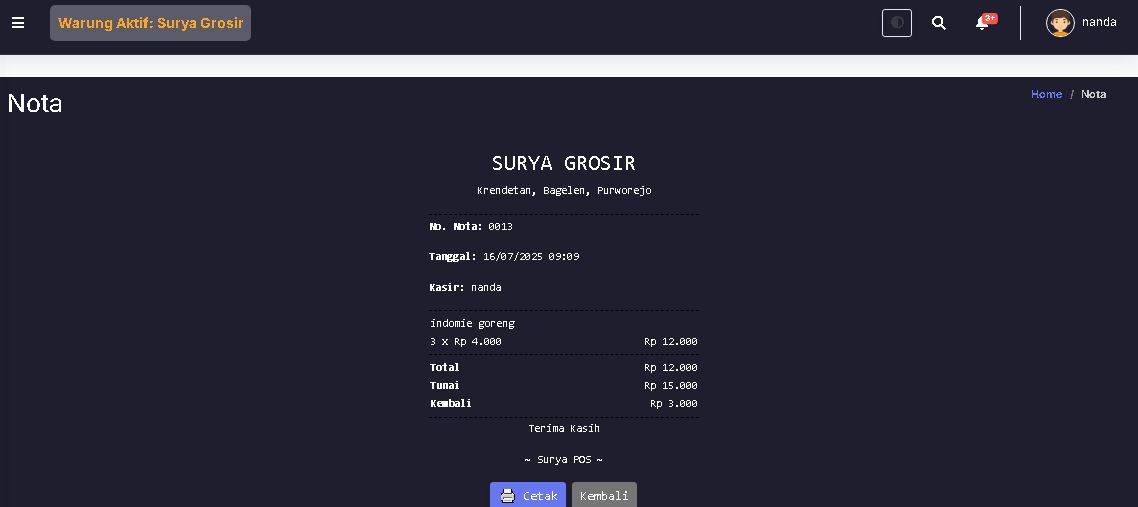 Warung Aktif: Surya Grosir
3+
nanda
Nota
Home / Nota
SURYA GROSIR
Krendetan, Bagelen, Purworejo
No. Nota: 0013
Tanggal: 16/07/2025 09:09
Kasir: nanda
indomie goreng
3 x Rp 4.000 Rp 12.000
Total Rp 12.000
Tunai Rp 15.000
Kembali Rp 3.000
Terima Kasih
~ Surya POS ~
Cetak Kembali